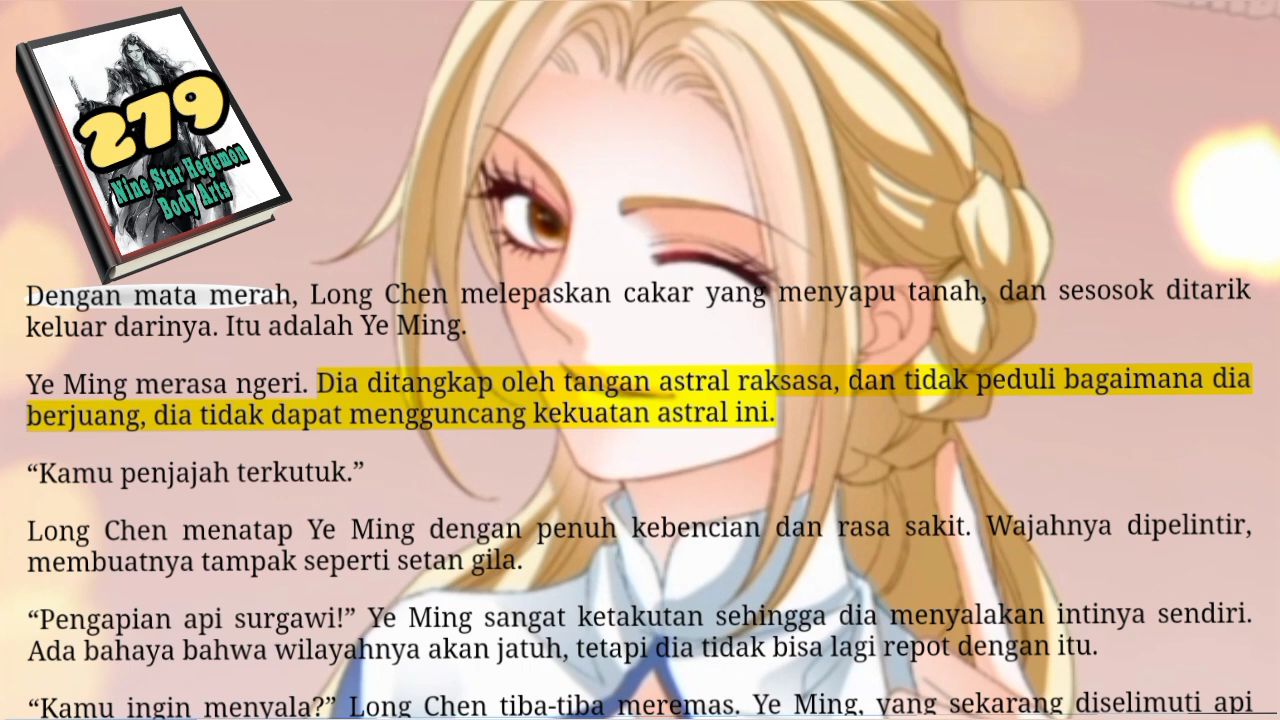 279
Nine Star Hegemon
Body Arts
Dengan mata merah, Long Chen melepaskan cakar yang menyapu tanah, dan sesosok ditarik
keluar darinya. Itu adalah Ye Ming.
Ye Ming merasa ngeri. Dia ditangkap oleh tangan astral raksasa, dan tidak peduli bagaimana dia
berjuang, dia tidak dapat mengguncang kekuatan astral ini.
“Kamu penjajah terkutuk.”
Long Chen menatap Ye Ming dengan penuh kebencian dan rasa sakit. Wajahnya dipelintir,
membuatnya tampak seperti setan gila.
“Pengapian api surgawi!” Ye Ming sangat ketakutan sehingga dia menyalakan intinya sendiri.
Ada bahaya bahwa wilayahnya akan jatuh, tetapi dia tidak bisa lagi repot dengan itu.
“Kamu ingin menyala?” Long Chen tiba-tiba meremas. Ye Ming, yang sekarang diselimuti api